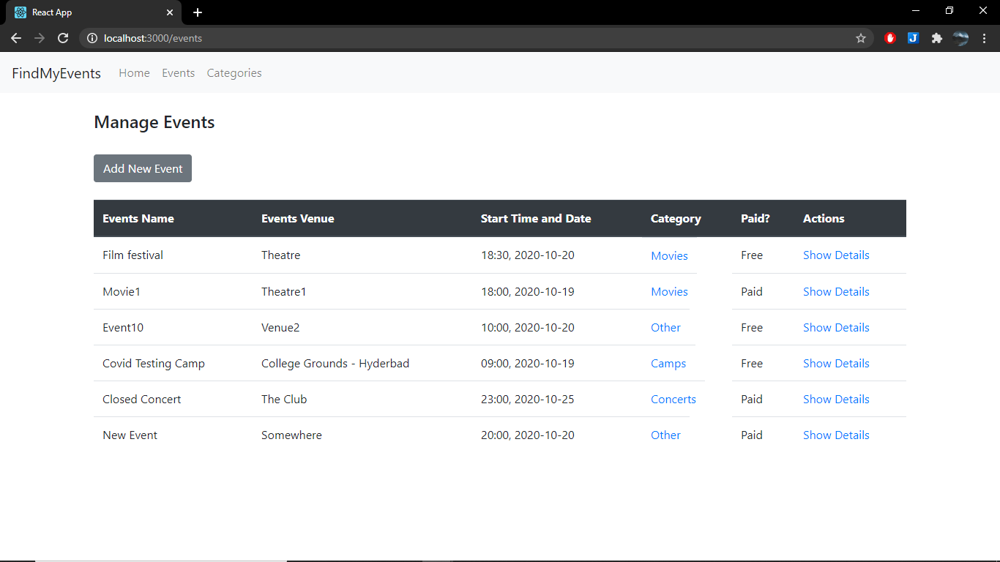 React App
localhost:3000/events
FindMyEvents Home Events Categories
Manage Events
Add New Event
Events Name Events Venue Start Time and Date Category Paid? Actions
Film festival Theatre 18:30, 2020-10-20 Movies Free Show Details
Movie1 Theatre1 18:00, 2020-10-19 Movies Paid Show Details
Event10 Venue2 10:00, 2020-10-20 Other Free Show Details
Covid Testing Camp College Grounds - Hyderbad 09:00, 2020-10-19 Camps Free Show Details
Closed Concert The Club 23:00, 2020-10-25 Concerts Paid Show Details
New Event Somewhere 20:00, 2020-10-20 Other Paid Show Details